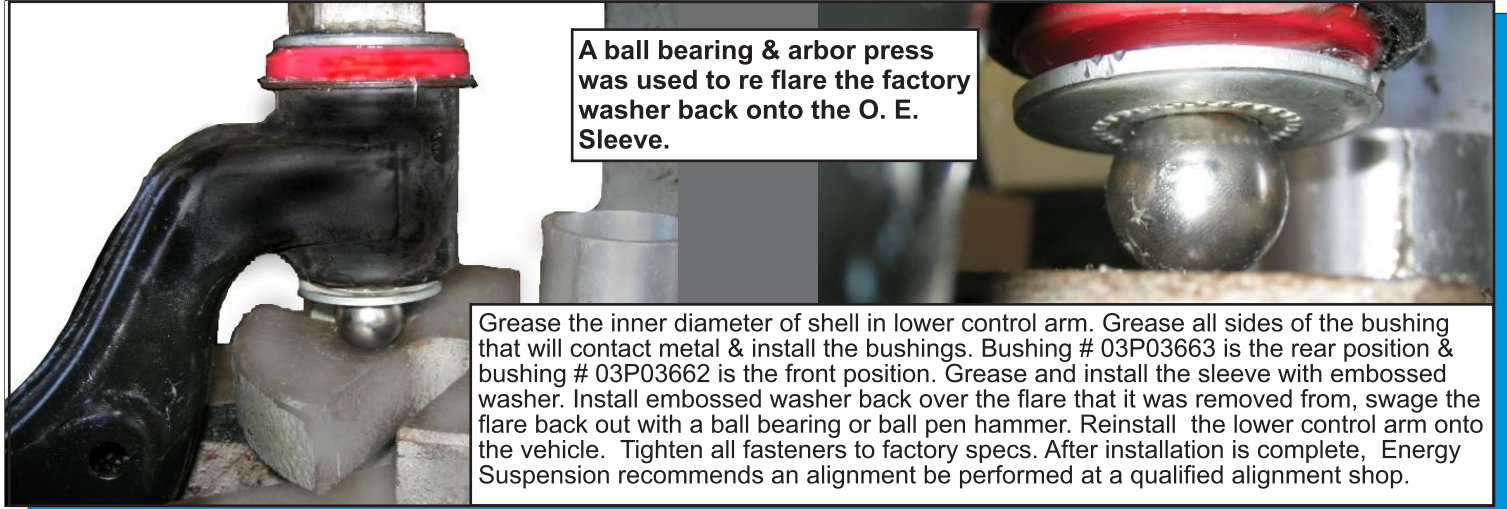 A ball bearing & arbor press
was used to re flare the factory
washer back onto the O. E.
Sleeve.
Grease the inner diameter of shell in lower control arm. Grease all sides of the bushing
that will contact metal & install the bushings. Bushing # 03P03663 is the rear position &
bushing # 03P03662 is the front position. Grease and install the sleeve with embossed
washer. Install embossed washer back over the flare that it was removed from, swage the
flare back out with a ball bearing or ball pen hammer. Reinstall  the lower control arm onto
the vehicle.  Tighten all fasteners to factory specs. After installation is complete,  Energy
Suspension recommends an alignment be performed at a qualified alignment shop.